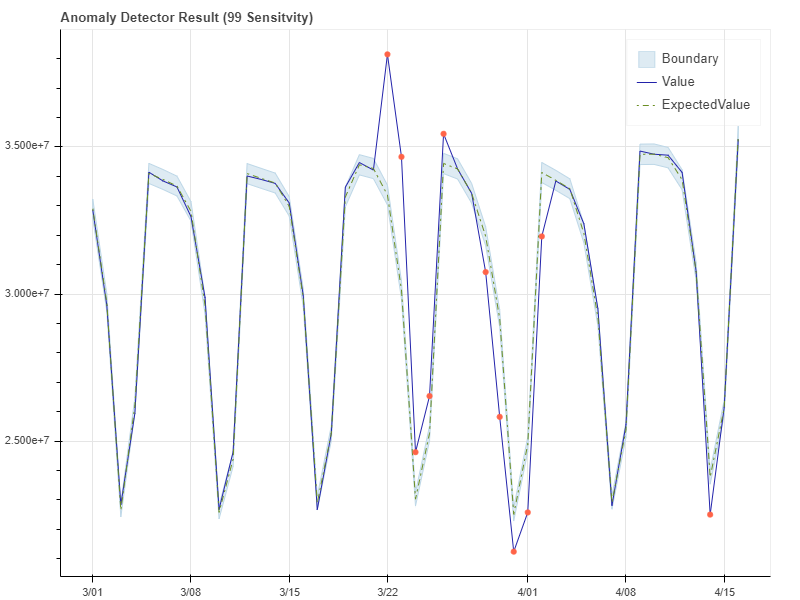 Anomaly Detector Result (99 Sensitvity)
Boundary
Value
ExpectedValue
3.500e+7
3.000e+7
2.500e+7
3/01 3/08 3/15 3/22 4/01 4/08 4/15